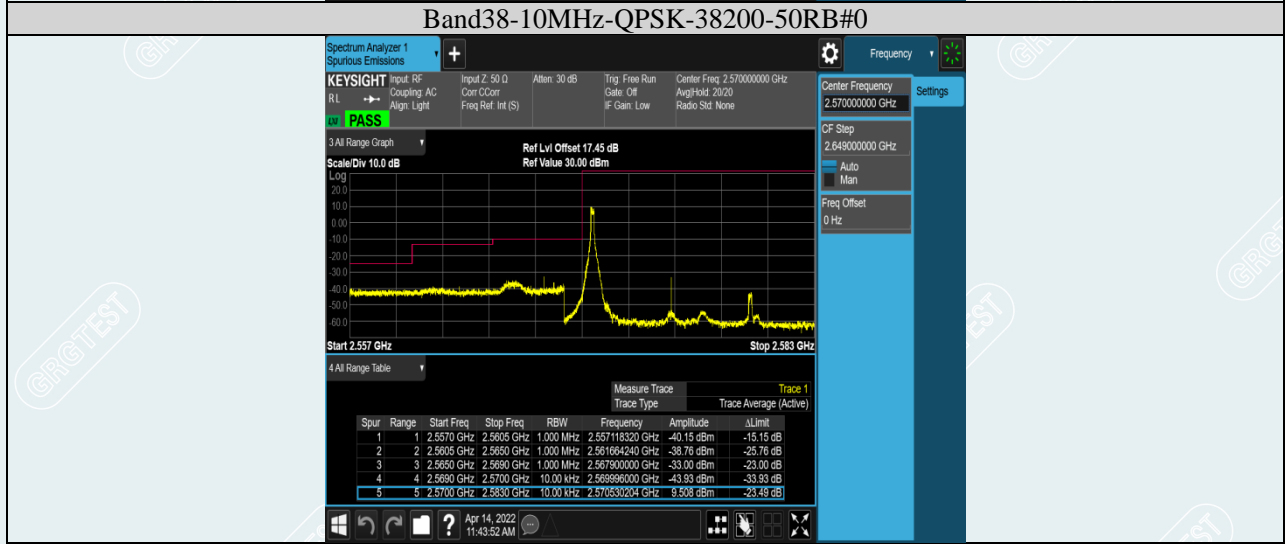 Band38-10MHz-QPSK-38200-50RB#0
Spectrum Analyzer 1
Spurious Emissions
Frequency
KEYSIGHT
Input: RF
Input Z: 50 Ω
Atten: 30 dB
Trig: Free Run
Center Freq: 2.570000000 GHz
RL
Coupling: AC
Corr CCorr
Gate: Off
Avg|Hold: 20/20
Align: Light
Freq Ref: Int (S)
IF Gain: Low
Radio Std: None
LXI
PASS
Center Frequency
2.570000000 GHz
Settings
CF Step
2.649000000 GHz
Auto
Man
Freq Offset
0 Hz
3 All Range Graph
Ref Lvl Offset 17.45 dB
Scale/Div 10.0 dB
Ref Value 30.00 dBm
Log
20.0
10.0
0.00
-10.0
-20.0
-30.0
-40.0
-50.0
-60.0
Start 2.557 GHz
Stop 2.583 GHz
4 All Range Table
Measure Trace Trace 1
Trace Type Trace Average (Active)
Spur Range Start Freq Stop Freq RBW Frequency Amplitude ΔLimit
1 1 2.5570 GHz 2.5605 GHz 1.000 MHz 2.557118320 GHz -40.15 dBm -15.15 dB
2 2 2.5605 GHz 2.5650 GHz 1.000 MHz 2.561664240 GHz -38.76 dBm -25.76 dB
3 3 2.5650 GHz 2.5690 GHz 1.000 MHz 2.567900000 GHz -33.00 dBm -23.00 dB
4 4 2.5690 GHz 2.5700 GHz 10.00 kHz 2.569996000 GHz -43.93 dBm -33.93 dB
5 5 2.5700 GHz 2.5830 GHz 10.00 kHz 2.570530204 GHz 9.508 dBm -23.49 dB
Apr 14, 2022
11:43:52 AM
GRGTEST
GRGTEST